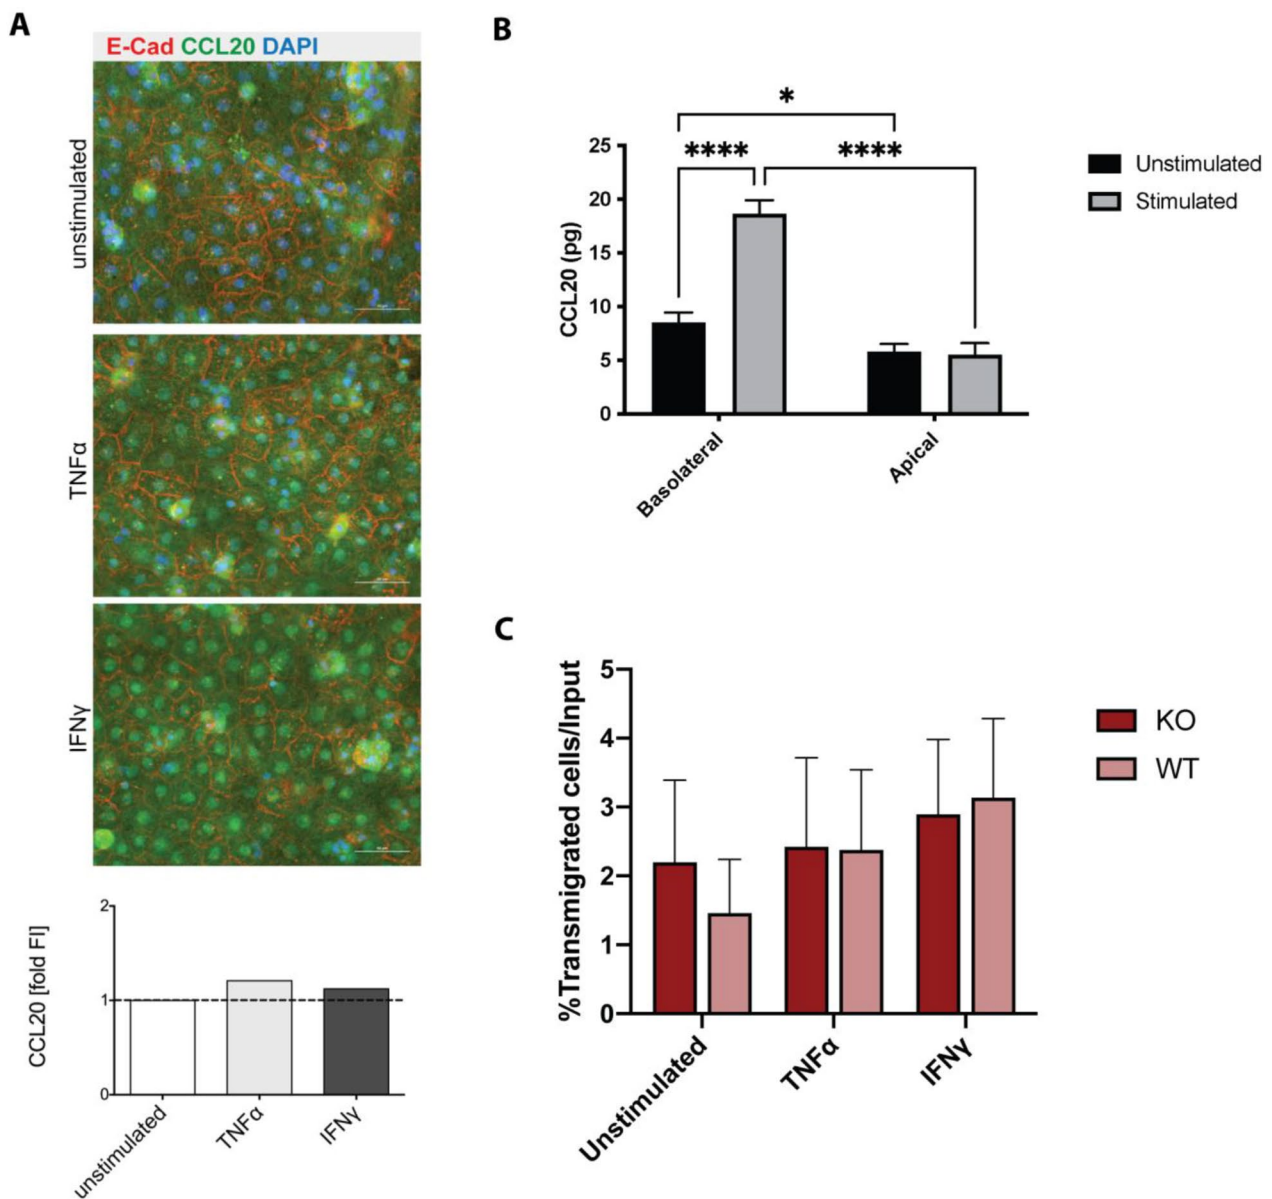 A
E-Cad CCL20 DAPI
unstimulated
TNFα
IFNγ
CCL20 [fold FI]
2
1
0
unstimulated
TNFα
IFNγ
B
*
****
****
CCL20 (pg)
25
20
15
10
5
0
Basolateral
Apical
Unstimulated
Stimulated
C
%Transmigrated cells/Input
5
4
3
2
1
0
Unstimulated
TNFα
IFNγ
KO
WT